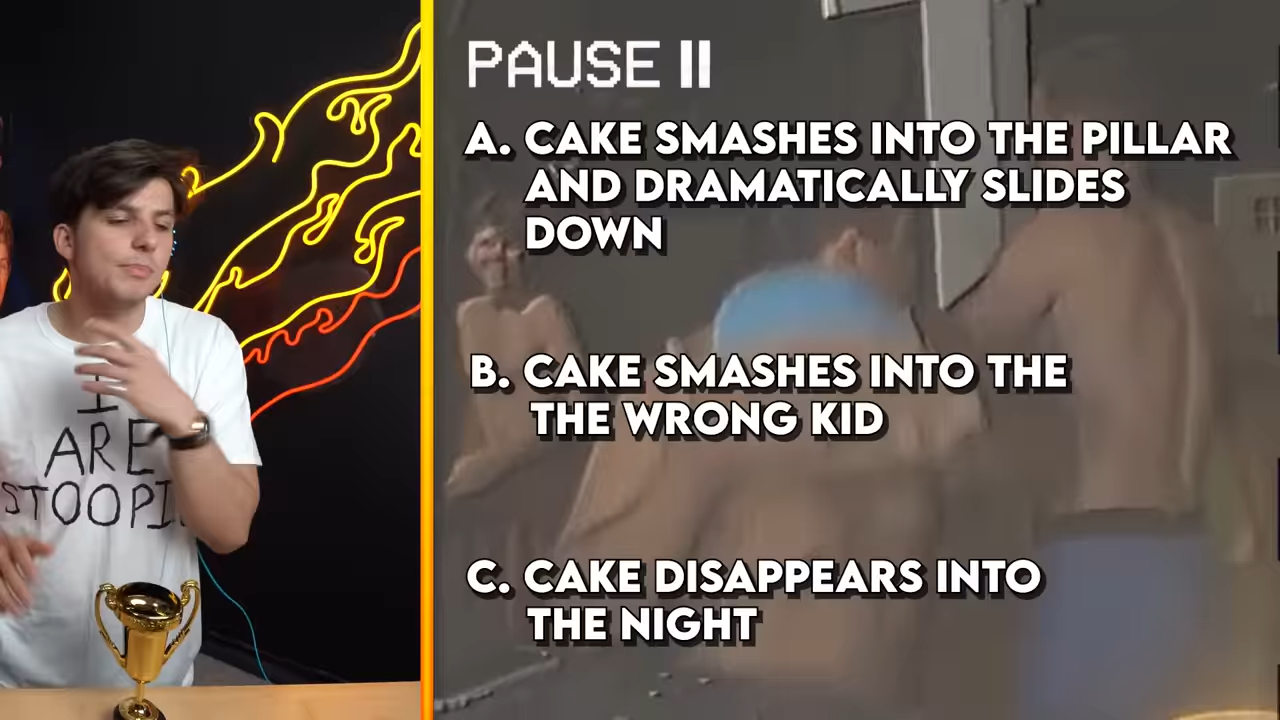 PAUSE II
A. CAKE SMASHES INTO THE PILLAR
AND DRAMATICALLY SLIDES
DOWN
B. CAKE SMASHES INTO THE
THE WRONG KID
C. CAKE DISAPPEARS INTO
THE NIGHT
I
ARE
STOOPI